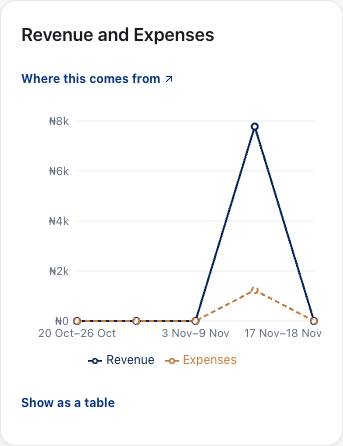 Revenue and Expenses
Where this comes from
₦8k
₦6k
₦4k
₦2k
₦0
20 Oct–26 Oct 3 Nov–9 Nov 17 Nov–18 Nov
Revenue Expenses
Show as a table